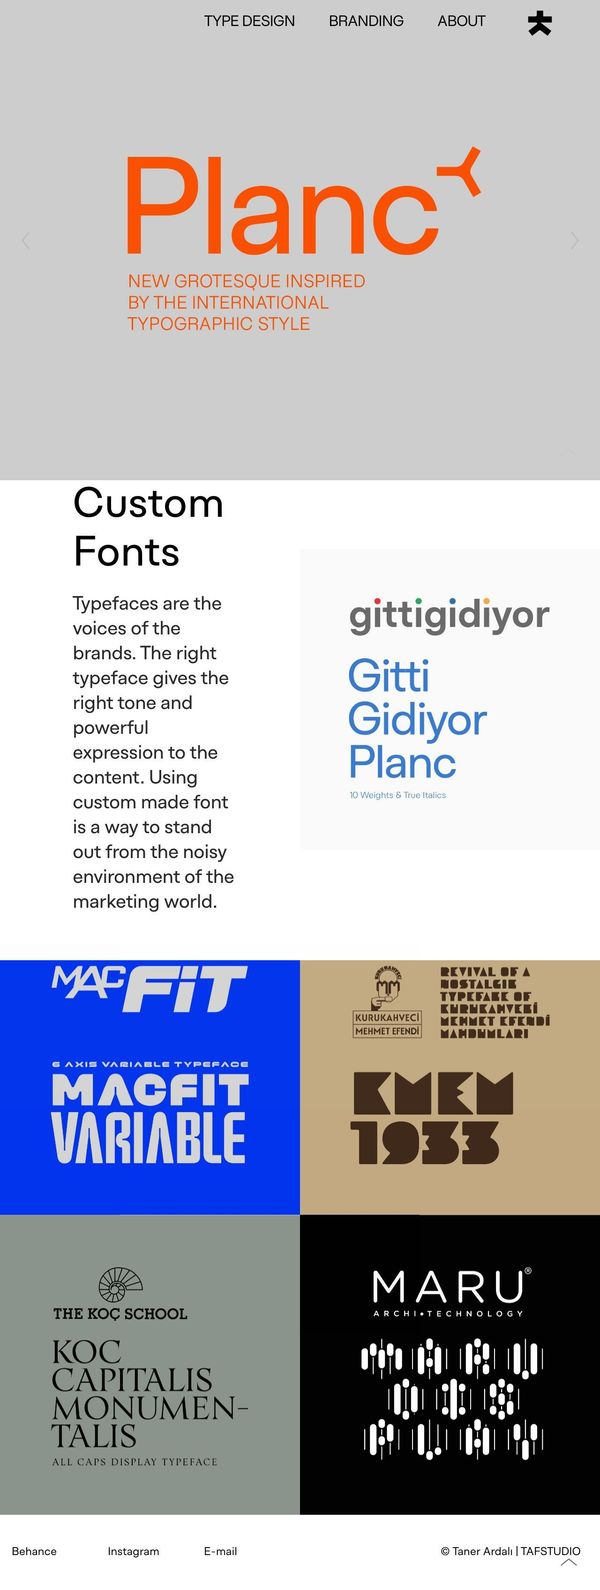 TYPE DESIGN BRANDING ABOUT
Planc
NEW GROTESQUE INSPIRED
BY THE INTERNATIONAL
TYPOGRAPHIC STYLE
Custom
Fonts
Typefaces are the
voices of the
brands. The right
typeface gives the
right tone and
powerful
expression to the
content. Using
custom made font
is a way to stand
out from the noisy
environment of the
marketing world.
gittigidiyor
Gitti
Gidiyor
Planc
10 Weights & True Italics
MACFiT
6 AXIS VARIABLE TYPEFACE
MACFIT
VARIABLE
KURUKAHVECİ
MM
KURUKAHVECİ
MEHMET EFENDİ
REVIVAL OF A
NOSTALGIK
TYPEFAKE OF
KURUKAHVEKİ
MEHMET EFENDİ
MAHDUMLARI
KMEM
1933
THE KOÇ SCHOOL
KOC
CAPITALIS
MONUMEN-
TALIS
ALL CAPS DISPLAY TYPEFACE
MARU®
ARCHI•TECHNOLOGY
Behance Instagram E-mail © Taner Ardalı | TAFSTUDIO